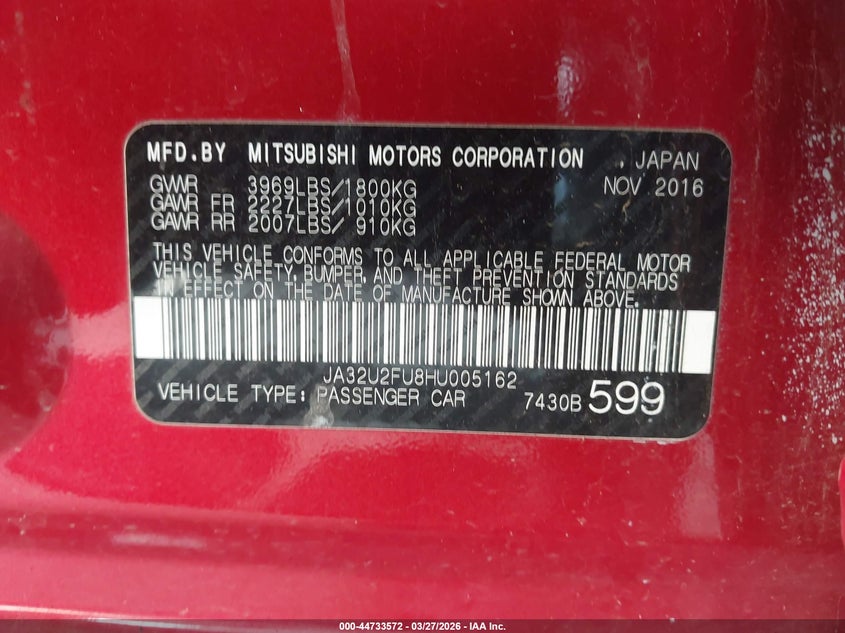 MFD.BY MITSUBISHI MOTORS CORPORATION , JAPAN
GVWR 3969LBS/1800KG NOV 2016
GAWR FR 2227LBS/1010KG
GAWR RR 2007LBS/ 910KG
THIS VEHICLE CONFORMS TO ALL APPLICABLE FEDERAL MOTOR
VEHICLE SAFETY, BUMPER, AND THEFT PREVENTION STANDARDS
IN EFFECT ON THE DATE OF MANUFACTURE SHOWN ABOVE.
JA32U2FU8HU005162
VEHICLE TYPE: PASSENGER CAR 7430B 599
000-44733572 | 03/27/2026 - IAA Inc.